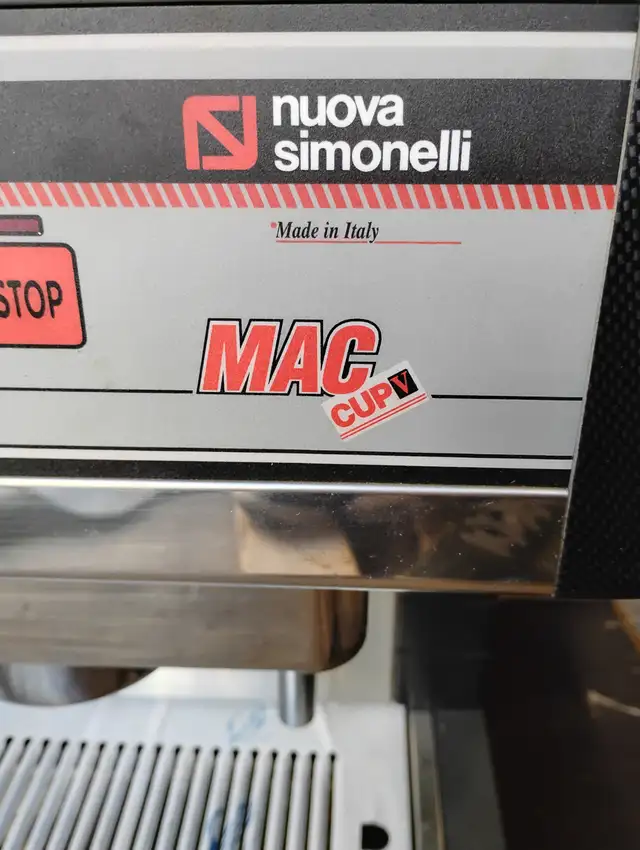 nuova
simonelli
Made in Italy
STOP
MAC
CUP V